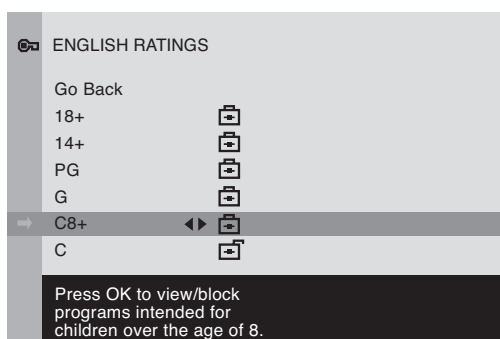 ENGLISH RATINGS
Go Back
18+
14+
PG
G
C8+
C
Press OK to view/block
programs intended for
children over the age of 8.